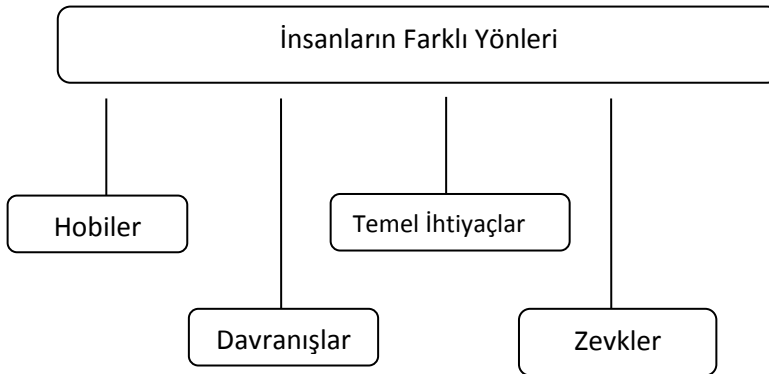 İnsanların Farklı Yönleri
Hobiler
Temel İhtiyaçlar
Davranışlar
Zevkler